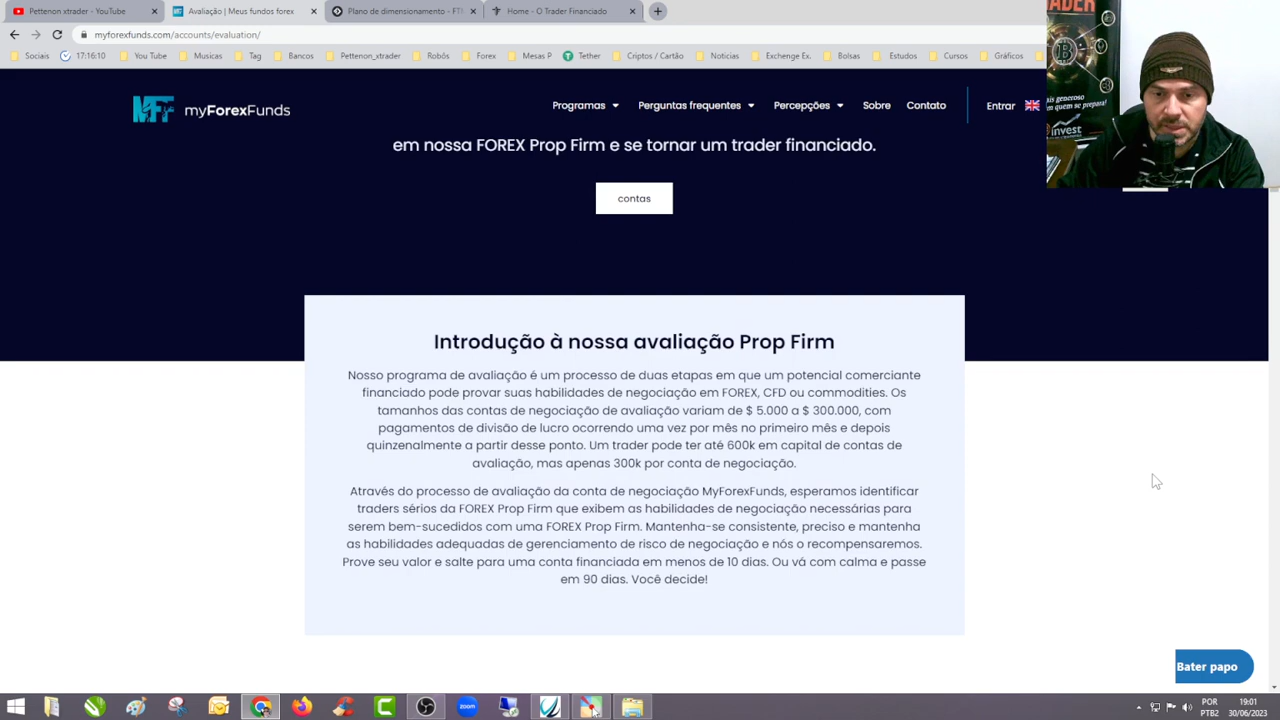 Pettenon xtrader - YouTube
Avaliação | Meus fundos forex
Plano de dimensionamento - FT
Home - O Trader Financiado
myforexfunds.com/accounts/evaluation/
Sociais
17:16:10
You Tube
Musicas
Tag
Bancos
Pettenon_xtrader
Robôs
Forex
Mesas P
Tether
Criptos / Cartão
Noticias
Exchenge Ex.
Bolsas
Estudos
Cursos
Gráficos
myForexFunds
Programas
Perguntas frequentes
Percepções
Sobre
Contato
Entrar
em nossa FOREX Prop Firm e se tornar um trader financiado.
contas
Introdução à nossa avaliação Prop Firm
Nosso programa de avaliação é um processo de duas etapas em que um potencial comerciante
financiado pode provar suas habilidades de negociação em FOREX, CFD ou commodities. Os
tamanhos das contas de negociação de avaliação variam de $ 5.000 a $ 300.000, com
pagamentos de divisão de lucro ocorrendo uma vez por mês no primeiro mês e depois
quinzenalmente a partir desse ponto. Um trader pode ter até 600k em capital de contas de
avaliação, mas apenas 300k por conta de negociação.
Através do processo de avaliação da conta de negociação MyForexFunds, esperamos identificar
traders sérios da FOREX Prop Firm que exibem as habilidades de negociação necessárias para
serem bem-sucedidos com uma FOREX Prop Firm. Mantenha-se consistente, preciso e mantenha
as habilidades adequadas de gerenciamento de risco de negociação e nós o recompensaremos.
Prove seu valor e salte para uma conta financiada em menos de 10 dias. Ou vá com calma e passe
em 90 dias. Você decide!
Bater papo
zoom
POR
PTB2
19:01
30/06/2023